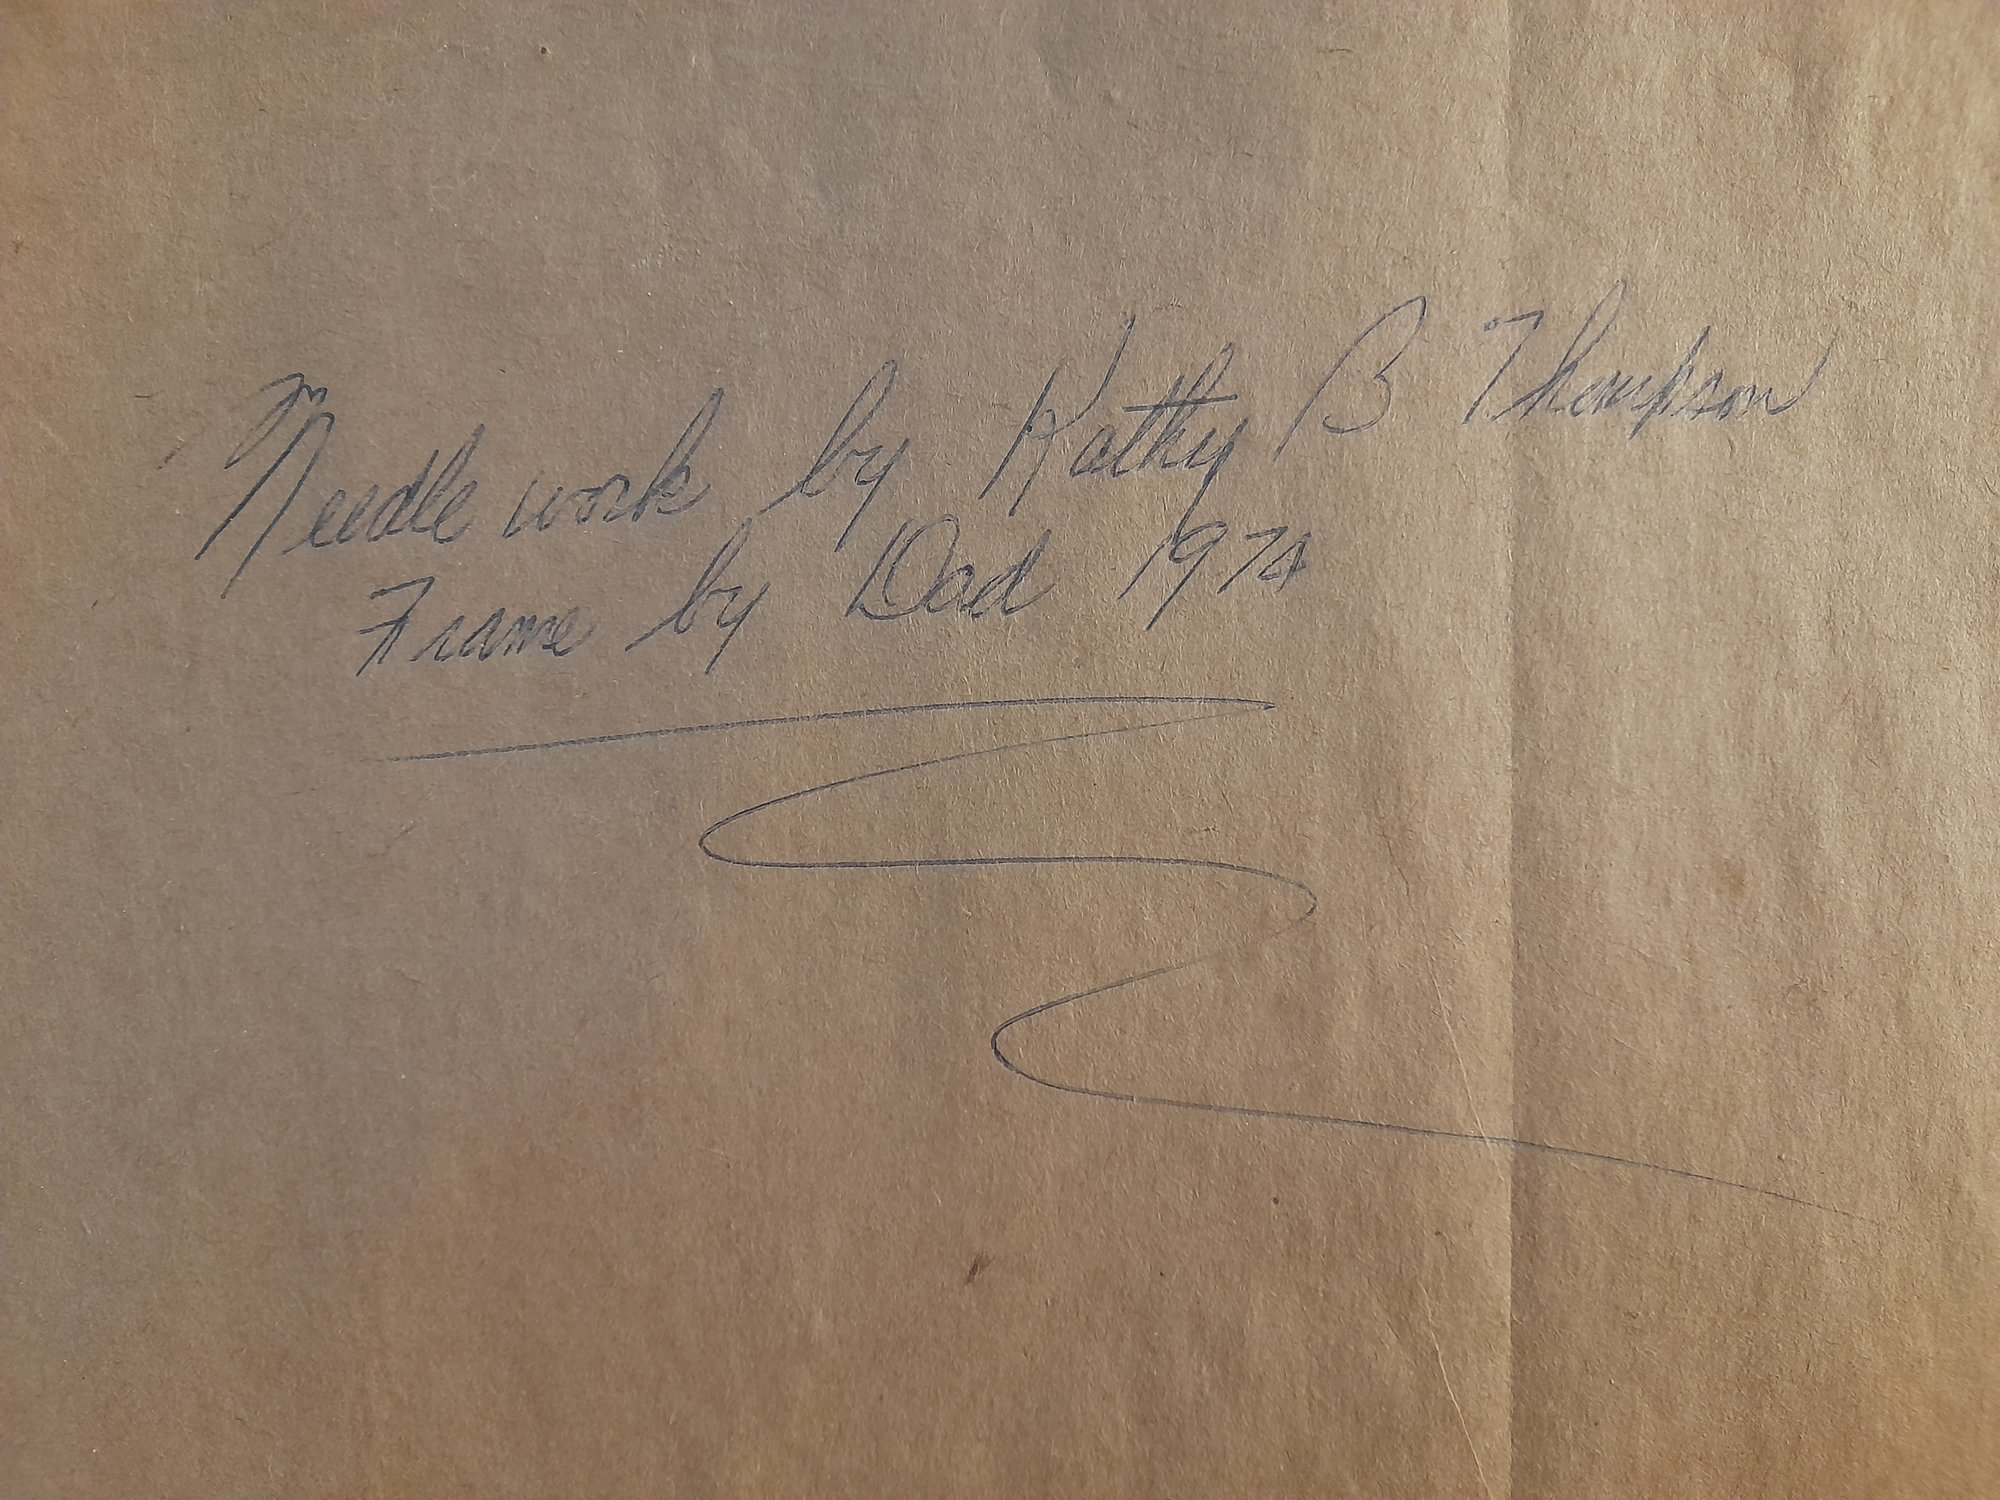 Needle work by Kathy B Thompson
Frame by Dad 1974